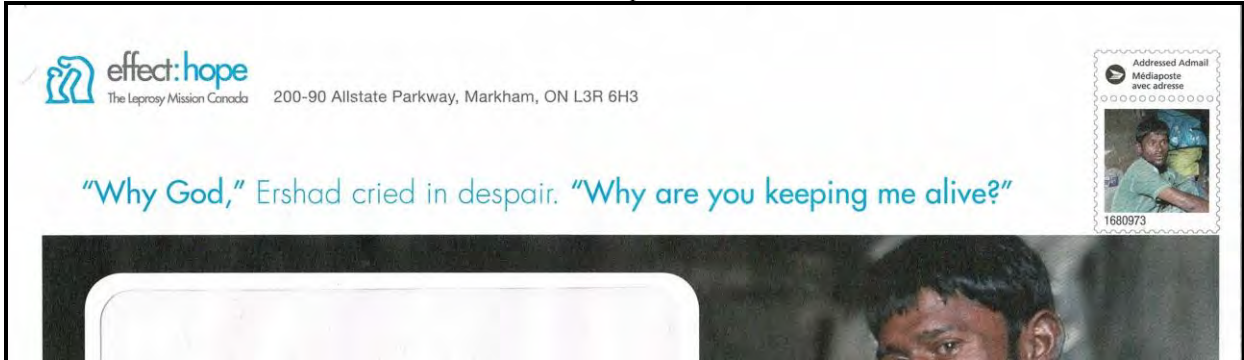 effect:hope
The Leprosy Mission Canada
200-90 Allstate Parkway, Markham, ON L3R 6H3
Addressed Admail
Médiaposte
avec adresse
1680973
“Why God,” Ershad cried in despair. “Why are you keeping me alive?”